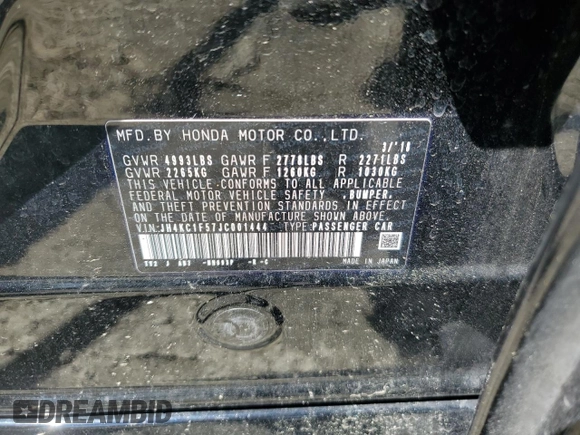 MFD. BY HONDA MOTOR CO., LTD. 3/'18
GVWR 4993LBS GAWR F 2778LBS R 2271LBS
GVWR 2265KG GAWR F 1260KG R 1030KG
THIS VEHICLE CONFORMS TO ALL APPLICABLE
FEDERAL MOTOR VEHICLE SAFETY, BUMPER,
AND THEFT PREVENTION STANDARDS IN EFFECT
ON THE DATE OF MANUFACTURE SHOWN ABOVE.
V.I.N: JH4KC1F57JC001444 TYPE: PASSENGER CAR
MADE IN JAPAN
DREAMBID